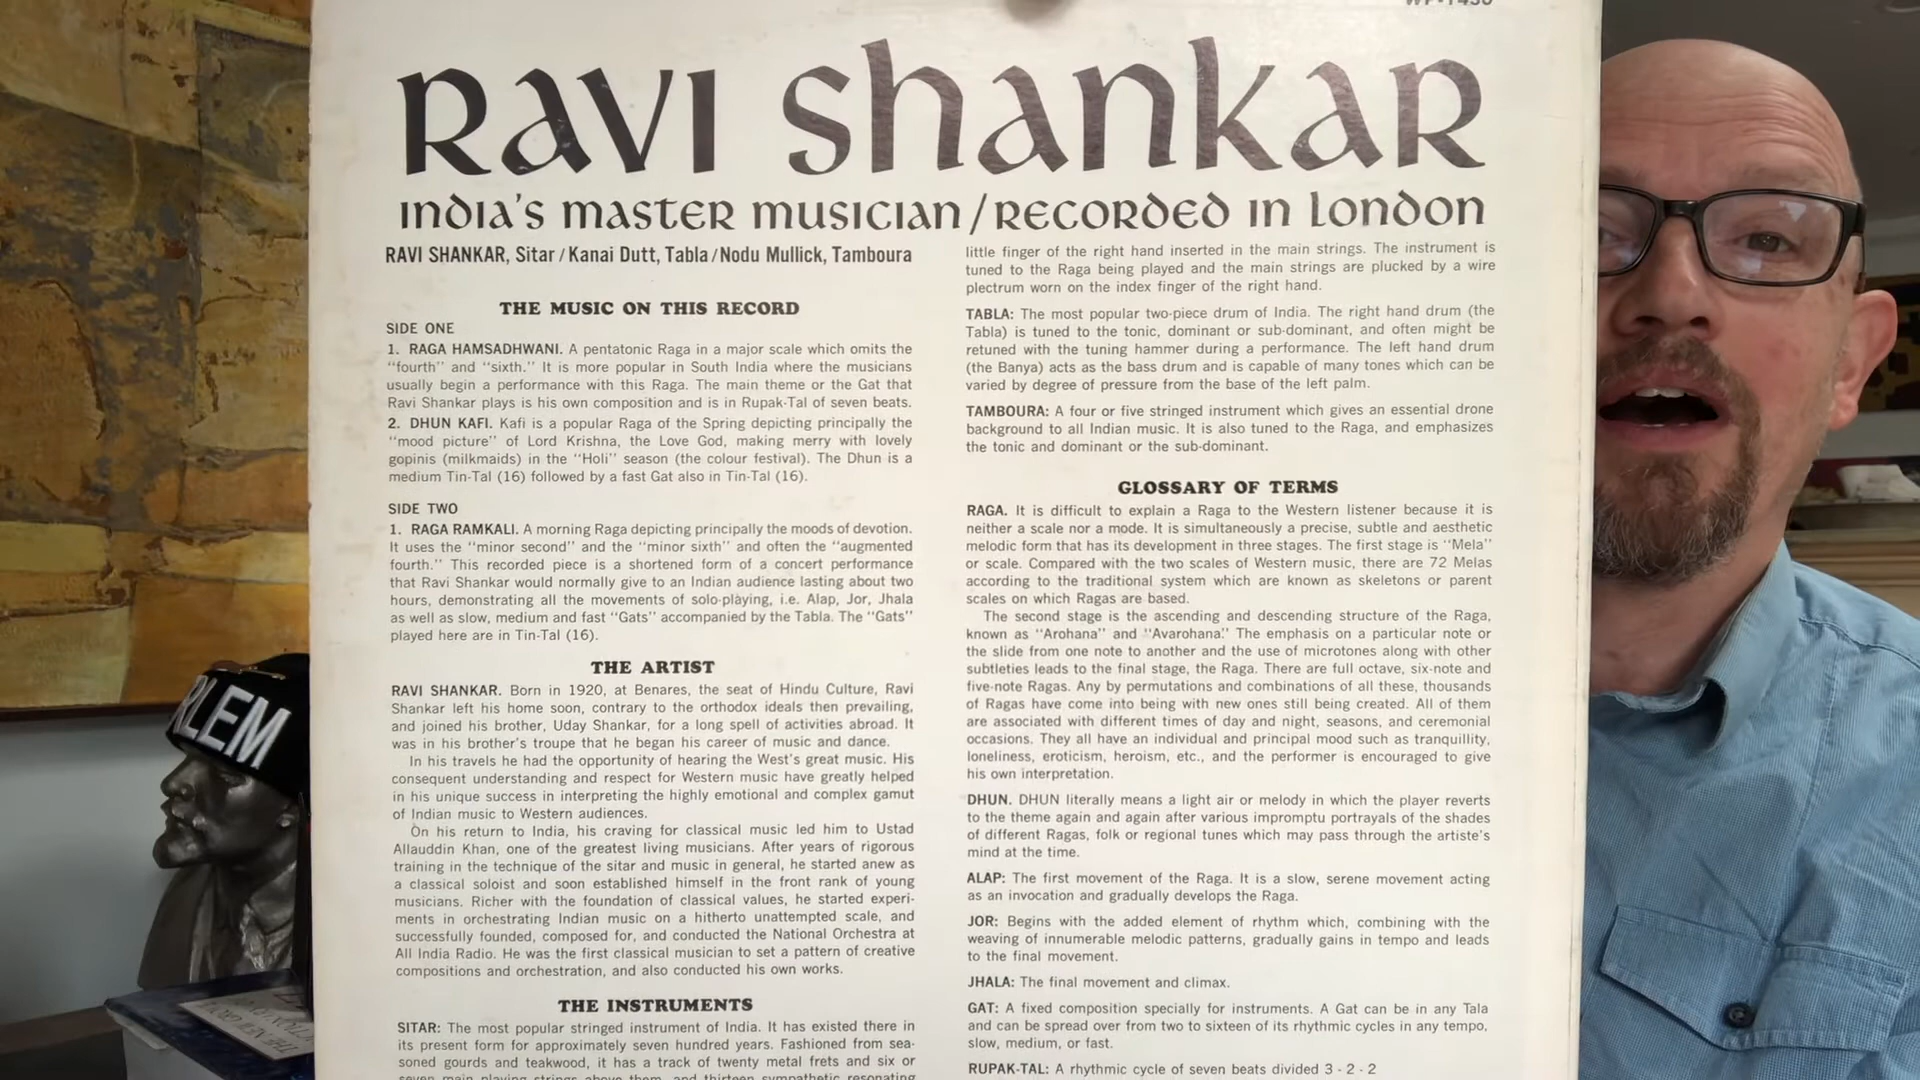 RAVI SHANKAR
INDIA'S MASTER MUSICIAN/RECORDED IN LONDON
RAVI SHANKAR, Sitar/Kanai Dutt, Tabla/Nodu Mullick, Tamboura
THE MUSIC ON THIS RECORD
SIDE ONE
1. RAGA HAMSADHWANI. A pentatonic Raga in a major scale which omits the
"fourth" and "sixth." It is more popular in South India where the musicians
usually begin a performance with this Raga. The main theme or the Gat that
Ravi Shankar plays is his own composition and is in Rupak-Tal of seven beats.
2. DHUN KAFI. Kafi is a popular Raga of the Spring depicting principally the
"mood picture" of Lord Krishna, the Love God, making merry with lovely
gopinis (milkmaids) in the "Holi" season (the colour festival). The Dhun is a
medium Tin-Tal (16) followed by a fast Gat also in Tin-Tal (16).
SIDE TWO
1. RAGA RAMKALI. A morning Raga depicting principally the moods of devotion.
It uses the "minor second" and the "minor sixth" and often the "augmented
fourth." This recorded piece is a shortened form of a concert performance
that Ravi Shankar would normally give to an Indian audience lasting about two
hours, demonstrating all the movements of solo-playing, i.e. Alap, Jor, Jhala
as well as slow, medium and fast "Gats" accompanied by the Tabla. The "Gats"
played here are in Tin-Tal (16).
THE ARTIST
RAVI SHANKAR. Born in 1920, at Benares, the seat of Hindu Culture, Ravi
Shankar left his home soon, contrary to the orthodox ideals then prevailing,
and joined his brother, Uday Shankar, for a long spell of activities abroad. It
was in his brother's troupe that he began his career of music and dance.
In his travels he had the opportunity of hearing the West's great music. His
consequent understanding and respect for Western music have greatly helped
in his unique success in interpreting the highly emotional and complex gamut
of Indian music to Western audiences.
On his return to India, his craving for classical music led him to Ustad
Allauddin Khan, one of the greatest living musicians. After years of rigorous
training in the technique of the sitar and music in general, he started anew as
a classical soloist and soon established himself in the front rank of young
musicians. Richer with the foundation of classical values, he started experi-
ments in orchestrating Indian music on a hitherto unattempted scale, and
successfully founded, composed for, and conducted the National Orchestra at
All India Radio. He was the first classical musician to set a pattern of creative
compositions and orchestration, and also conducted his own works.
THE INSTRUMENTS
SITAR: The most popular stringed instrument of India. It has existed there in
its present form for approximately seven hundred years. Fashioned from sea-
soned gourds and teakwood, it has a track of twenty metal frets and six or
seven main playing strings above them, and thirteen sympathetic resonating
little finger of the right hand inserted in the main strings. The instrument is
tuned to the Raga being played and the main strings are plucked by a wire
plectrum worn on the index finger of the right hand.
TABLA: The most popular two-piece drum of India. The right hand drum (the
Tabla) is tuned to the tonic, dominant or sub-dominant, and often might be
retuned with the tuning hammer during a performance. The left hand drum
(the Banya) acts as the bass drum and is capable of many tones which can be
varied by degree of pressure from the base of the left palm.
TAMBOURA: A four or five stringed instrument which gives an essential drone
background to all Indian music. It is also tuned to the Raga, and emphasizes
the tonic and dominant or the sub-dominant.
GLOSSARY OF TERMS
RAGA. It is difficult to explain a Raga to the Western listener because it is
neither a scale nor a mode. It is simultaneously a precise, subtle and aesthetic
melodic form that has its development in three stages. The first stage is "Mela"
or scale. Compared with the two scales of Western music, there are 72 Melas
according to the traditional system which are known as skeletons or parent
scales on which Ragas are based.
The second stage is the ascending and descending structure of the Raga,
known as "Arohana" and "Avarohana." The emphasis on a particular note or
the slide from one note to another and the use of microtones along with other
subtleties leads to the final stage, the Raga. There are full octave, six-note and
five-note Ragas. Any by permutations and combinations of all these, thousands
of Ragas have come into being with new ones still being created. All of them
are associated with different times of day and night, seasons, and ceremonial
occasions. They all have an individual and principal mood such as tranquillity,
loneliness, eroticism, heroism, etc., and the performer is encouraged to give
his own interpretation.
DHUN. DHUN literally means a light air or melody in which the player reverts
to the theme again and again after various impromptu portrayals of the shades
of different Ragas, folk or regional tunes which may pass through the artiste's
mind at the time.
ALAP: The first movement of the Raga. It is a slow, serene movement acting
as an invocation and gradually develops the Raga.
JOR: Begins with the added element of rhythm which, combining with the
weaving of innumerable melodic patterns, gradually gains in tempo and leads
to the final movement.
JHALA: The final movement and climax.
GAT: A fixed composition specially for instruments. A Gat can be in any Tala
and can be spread over from two to sixteen of its rhythmic cycles in any tempo,
slow, medium, or fast.
RUPAK-TAL: A rhythmic cycle of seven beats divided 3 - 2 - 2
RLEM